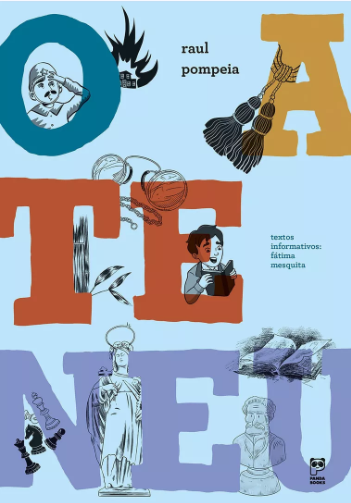 O A
raul
pompeia
TE
textos
informativos:
fátima
mesquita
NEU
PANDA
BOOKS